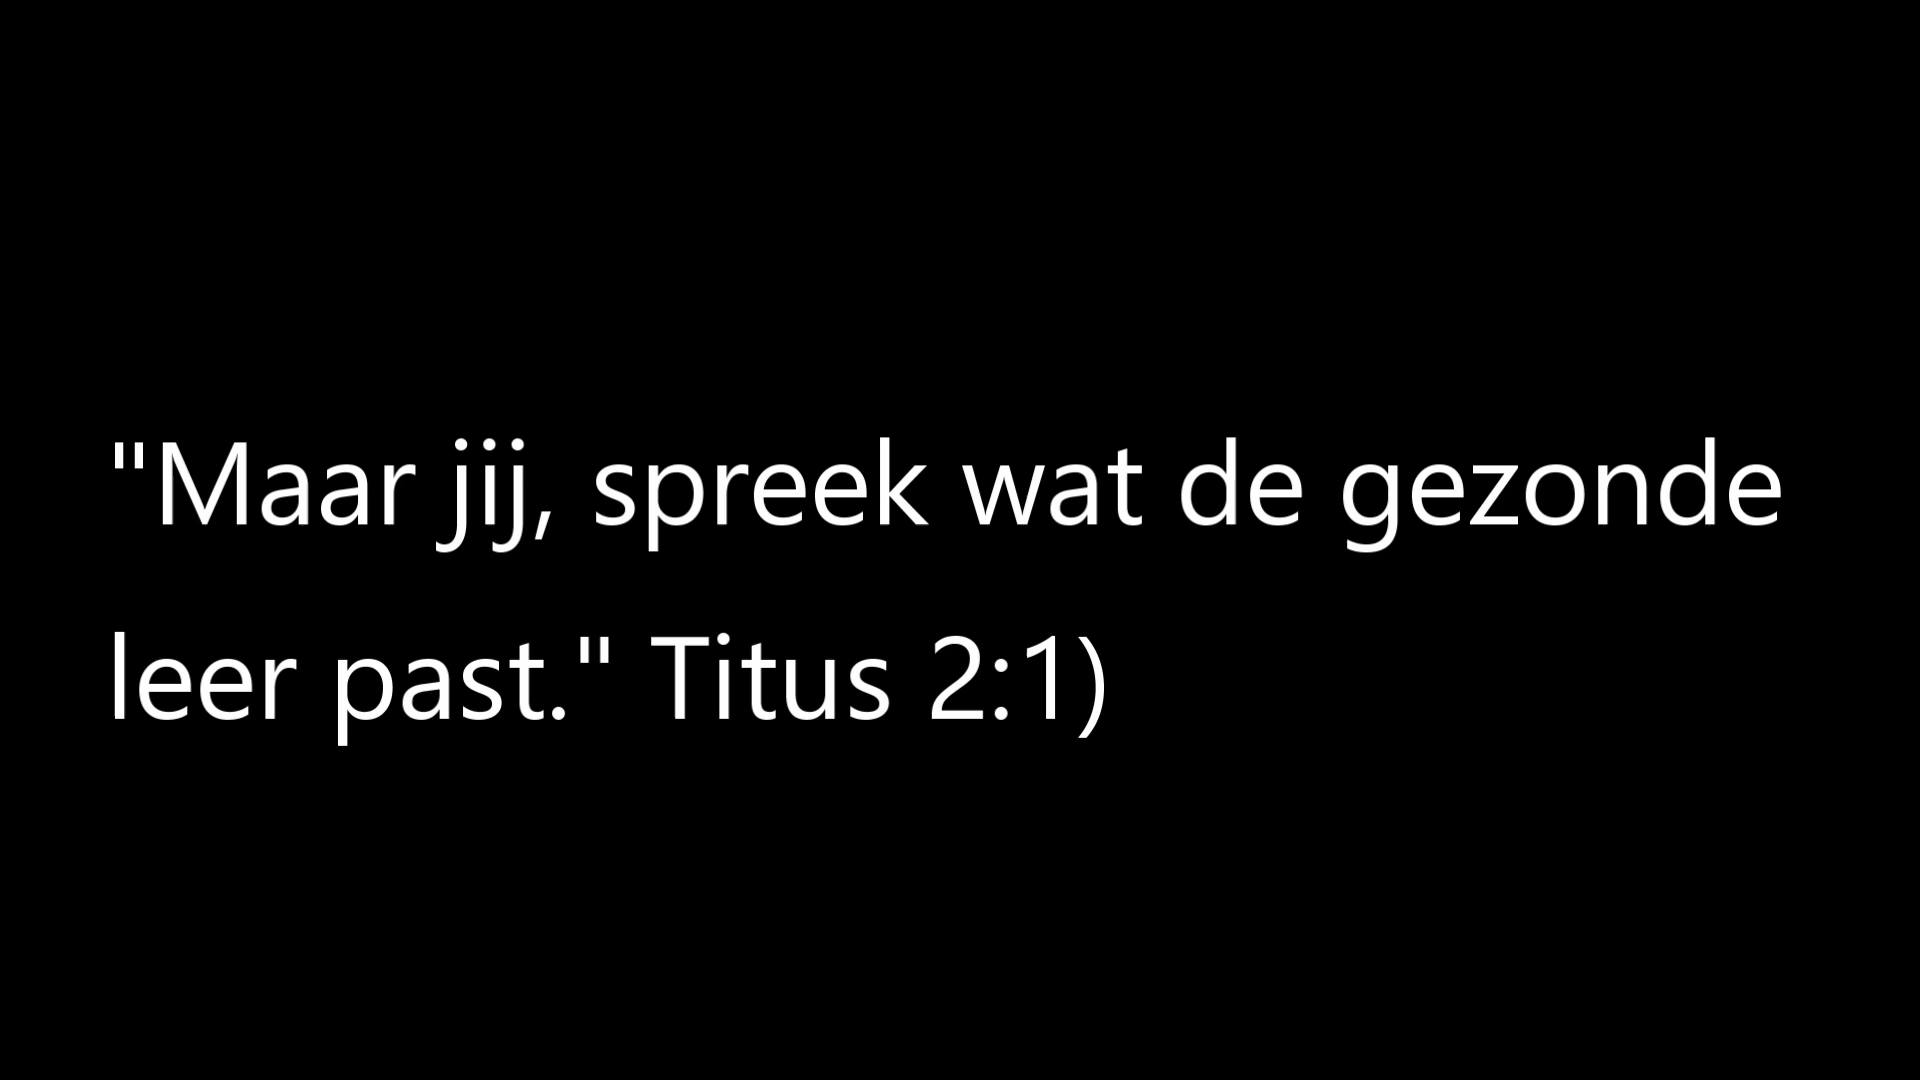 "Maar jij, spreek wat de gezonde
leer past." Titus 2:1)